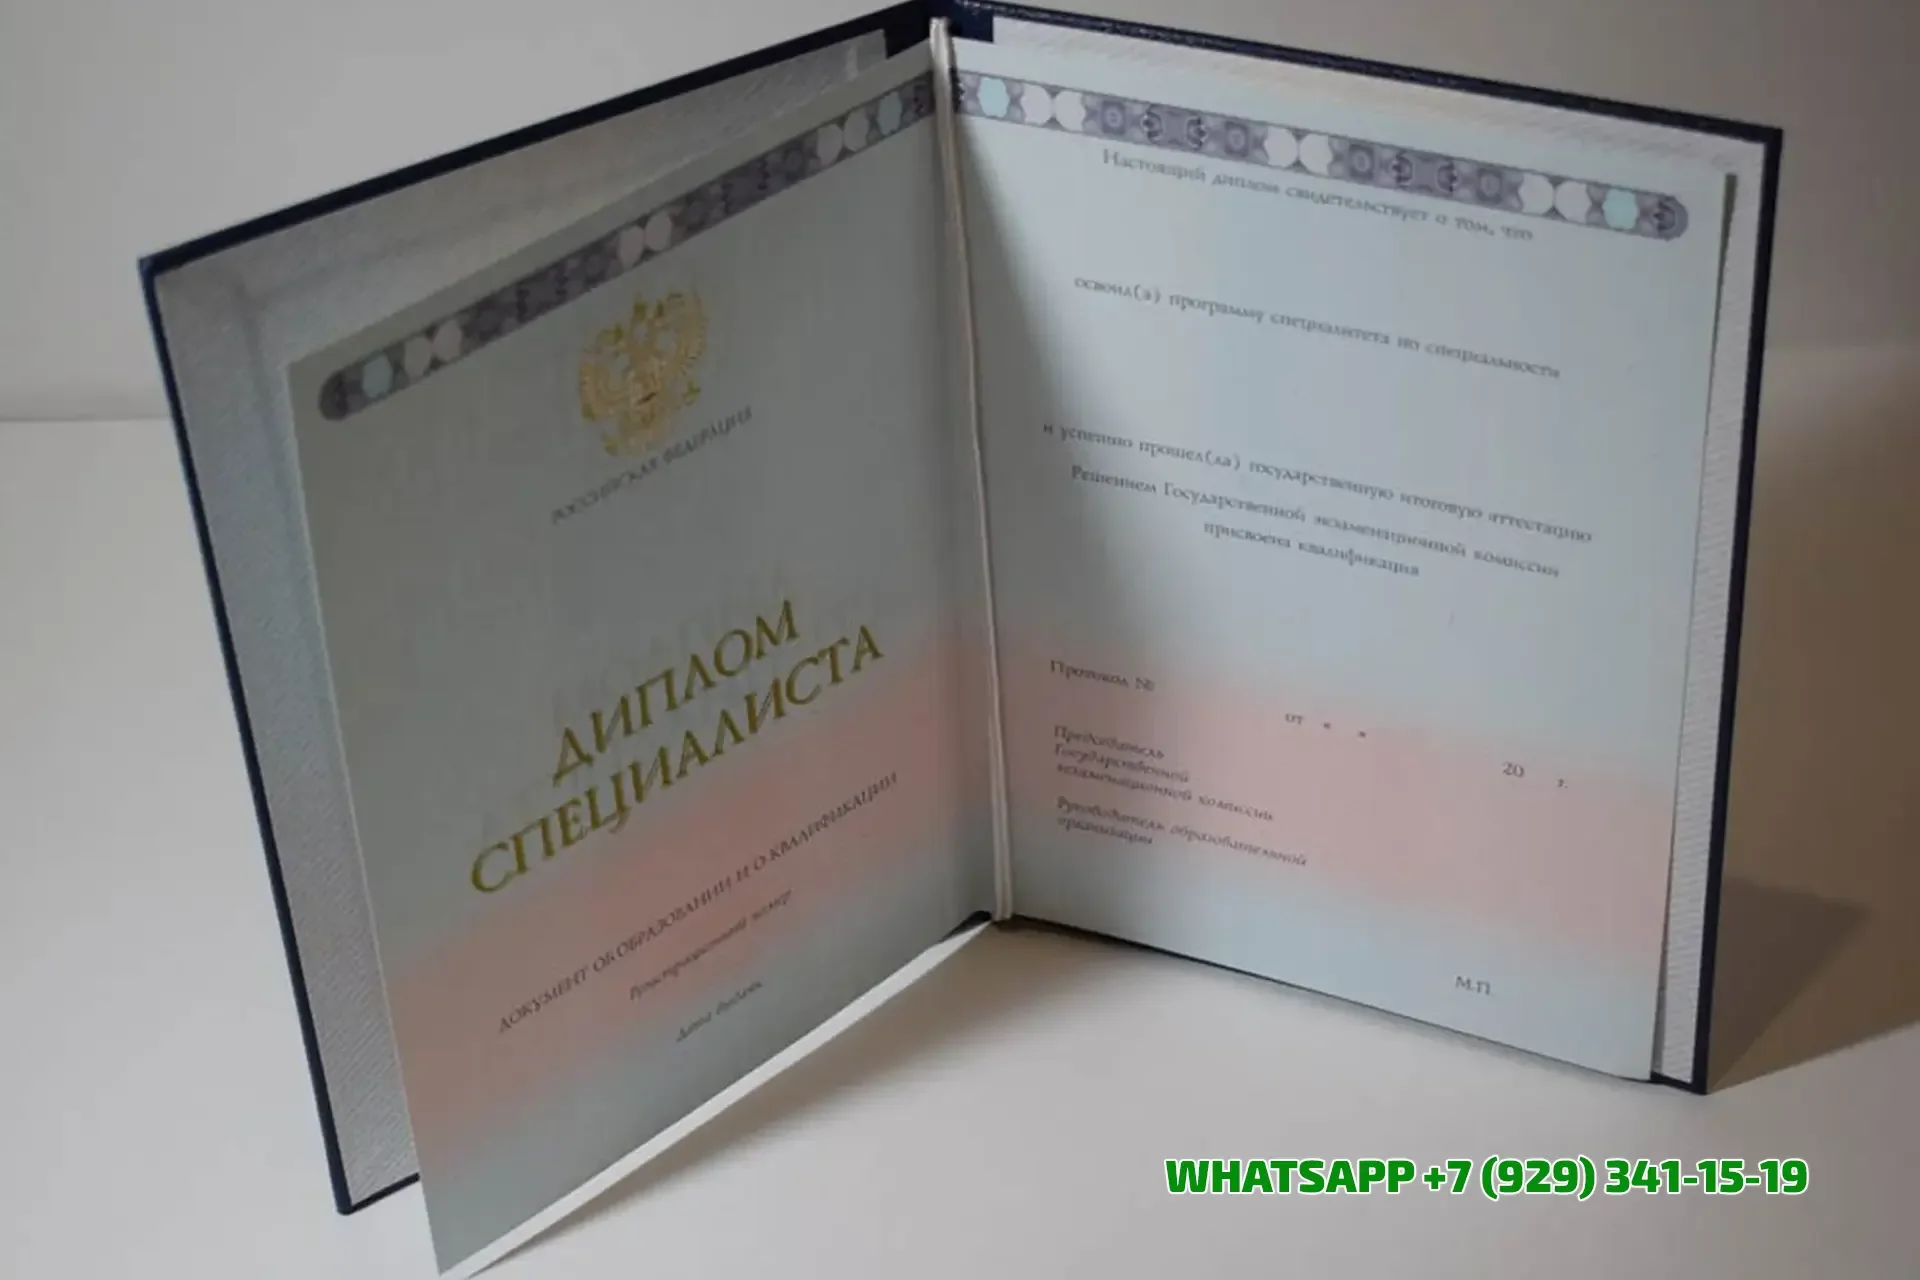 РОССИЙСКАЯ ФЕДЕРАЦИЯ
ДИПЛОМ
СПЕЦИАЛИСТА
ДОКУМЕНТ ОБ ОБРАЗОВАНИИ И О КВАЛИФИКАЦИИ
Регистрационный номер
Дата выдачи
Настоящий диплом свидетельствует о том, что
освоил(а) программу специалитета по специальности
и успешно прошел(ла) государственную итоговую аттестацию
Решением Государственной экзаменационной комиссии
присвоена квалификация
Протокол №
от « »
20 г.
Председатель
Государственной
экзаменационной комиссии
Руководитель образовательной
организации
М.П.
WHATSAPP +7 (929) 341-15-19